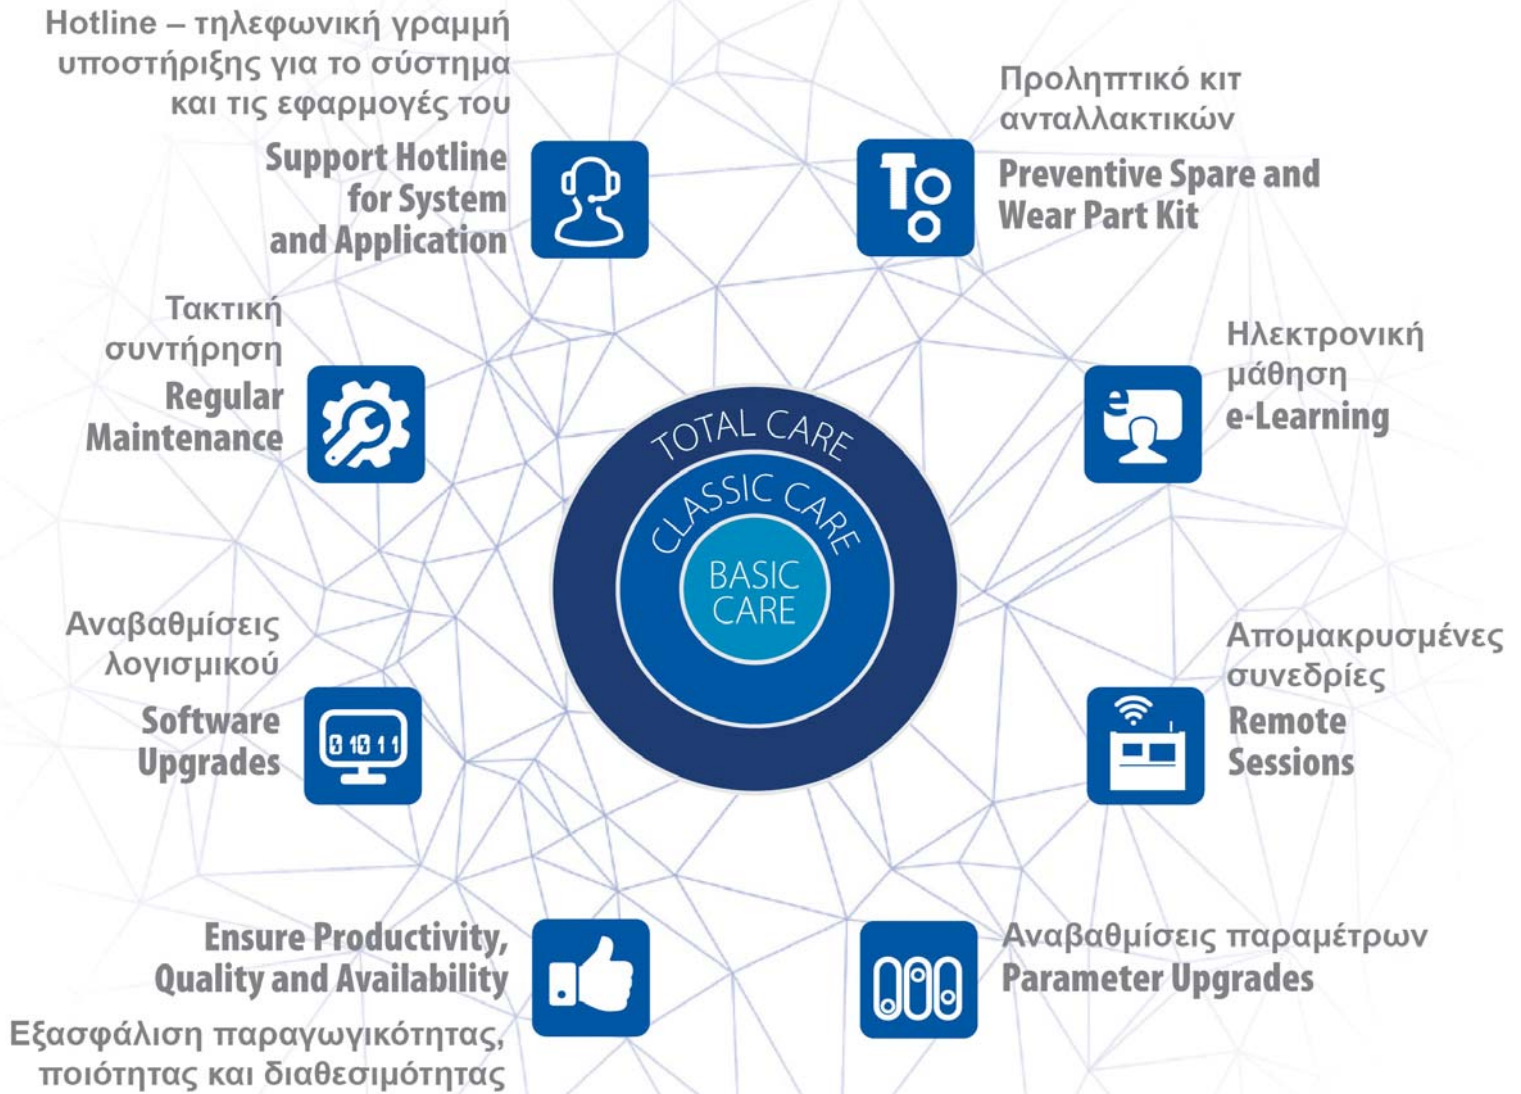 Hotline – τηλεφωνική γραμμή
υποστήριξης για το σύστημα
και τις εφαρμογές του
Support Hotline
for System
and Application
Προληπτικό κιτ
ανταλλακτικών
Preventive Spare and
Wear Part Kit
Τακτική
συντήρηση
Regular
Maintenance
Ηλεκτρονική
μάθηση
e-Learning
e
TOTAL CARE
CLASSIC CARE
BASIC
CARE
Αναβαθμίσεις
λογισμικού
Software
Upgrades
Απομακρυσμένες
συνεδρίες
Remote
Sessions
Ensure Productivity,
Quality and Availability
Εξασφάλιση παραγωγικότητας,
ποιότητας και διαθεσιμότητας
Αναβαθμίσεις παραμέτρων
Parameter Upgrades